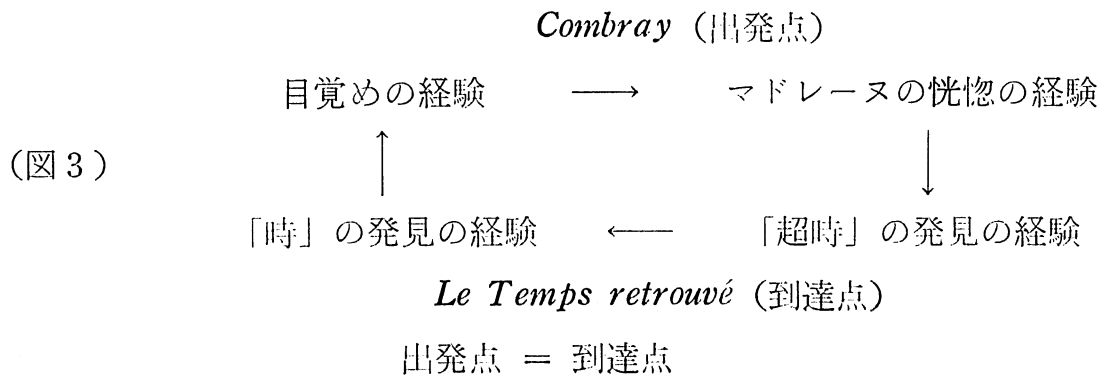 Combray（出発点）
目覚めの経験 ⟶ マドレーヌの恍惚の経験
（図3） ↑ ↓
「時」の発見の経験 ⟵ 「超時」の発見の経験
Le Temps retrouvé（到達点）
出発点 ＝ 到達点